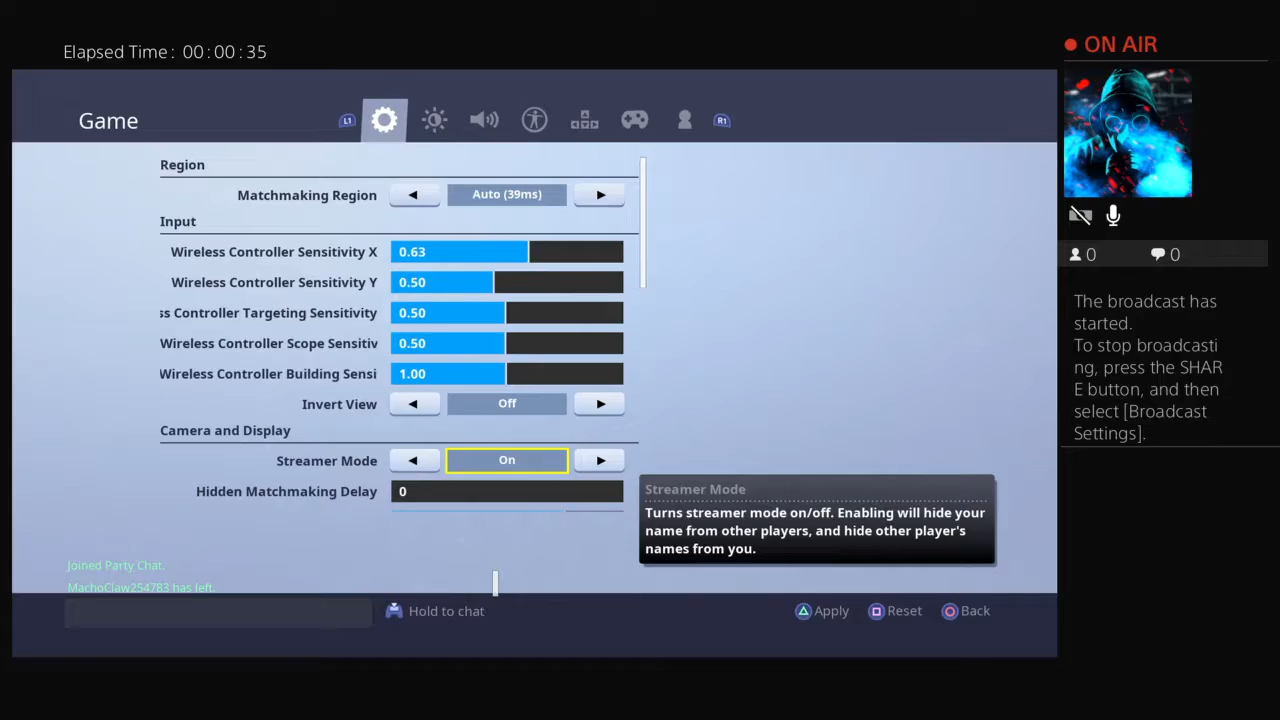 Elapsed Time: 00:00:35
ON AIR
Game
L1
R1
Region
Matchmaking Region
Auto (39ms)
Input
Wireless Controller Sensitivity X
0.63
Wireless Controller Sensitivity Y
0.50
ss Controller Targeting Sensitivity
0.50
Wireless Controller Scope Sensitiv
0.50
Wireless Controller Building Sensi
1.00
Invert View
Off
Camera and Display
Streamer Mode
On
Hidden Matchmaking Delay
0
Streamer Mode
Turns streamer mode on/off. Enabling will hide your
name from other players, and hide other player's
names from you.
Joined Party Chat.
MachoClaw254783 has left.
Hold to chat
Apply
Reset
Back
0
0
The broadcast has
started.
To stop broadcasti
ng, press the SHAR
E button, and then
select [Broadcast
Settings].